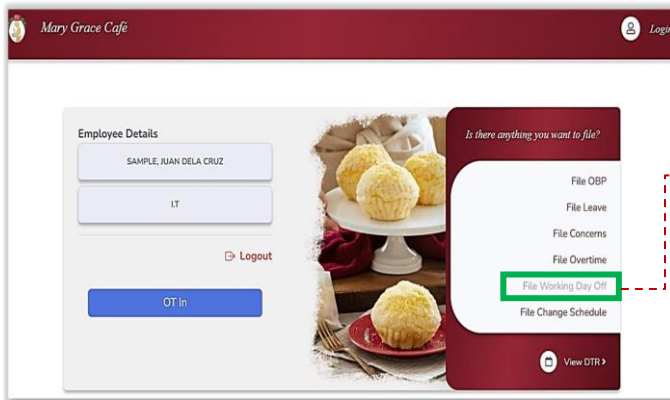 Mary Grace Café
Login
Employee Details
SAMPLE, JUAN DELA CRUZ
I.T
Logout
OT In
Is there anything you want to file?
File OBP
File Leave
File Concerns
File Overtime
File Working Day Off
File Change Schedule
View DTR >